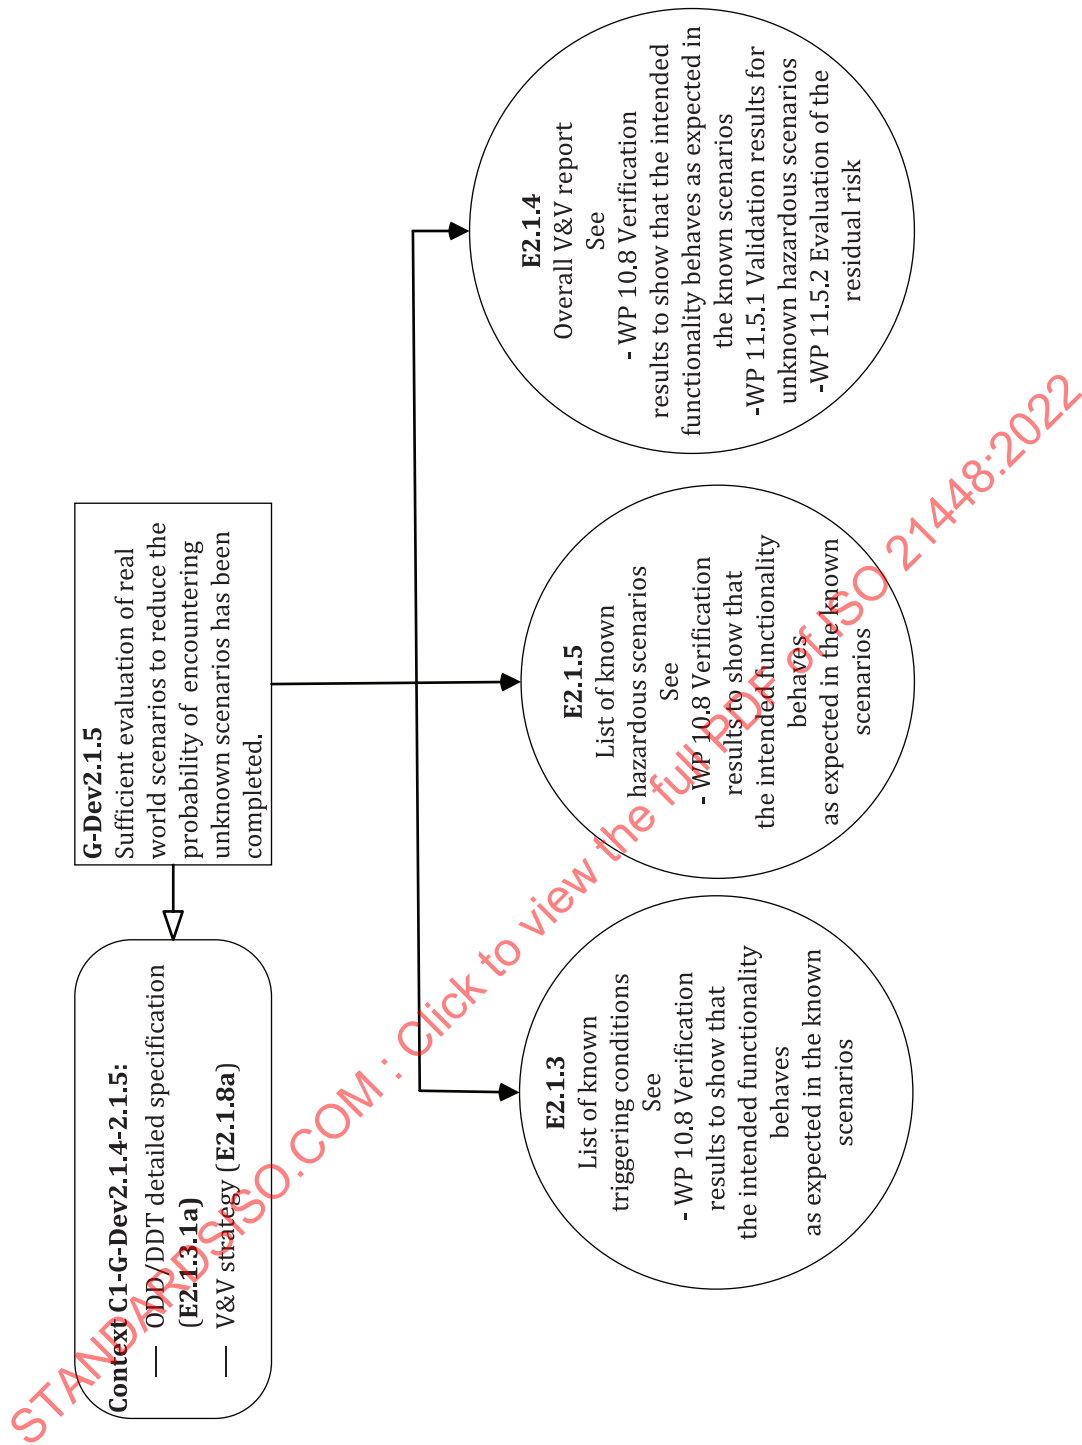 Context C1-G-Dev2.1.4-2.1.5:
— ODD/DDT detailed specification
(E2.1.3.1a)
— V&V strategy (E2.1.8a)
G-Dev2.1.5
Sufficient evaluation of real
world scenarios to reduce the
probability of encountering
unknown scenarios has been
completed.
E2.1.3
List of known
triggering conditions
See
- WP 10.8 Verification
results to show that
the intended functionality
behaves
as expected in the known
scenarios
E2.1.5
List of known
hazardous scenarios
See
- WP 10.8 Verification
results to show that
the intended functionality
behaves
as expected in the known
scenarios
E2.1.4
Overall V&V report
See
- WP 10.8 Verification
results to show that the intended
functionality behaves as expected in
the known scenarios
-WP 11.5.1 Validation results for
unknown hazardous scenarios
-WP 11.5.2 Evaluation of the
residual risk
STANDARDSISO.COM : Click to view the full PDF of ISO 21448:2022